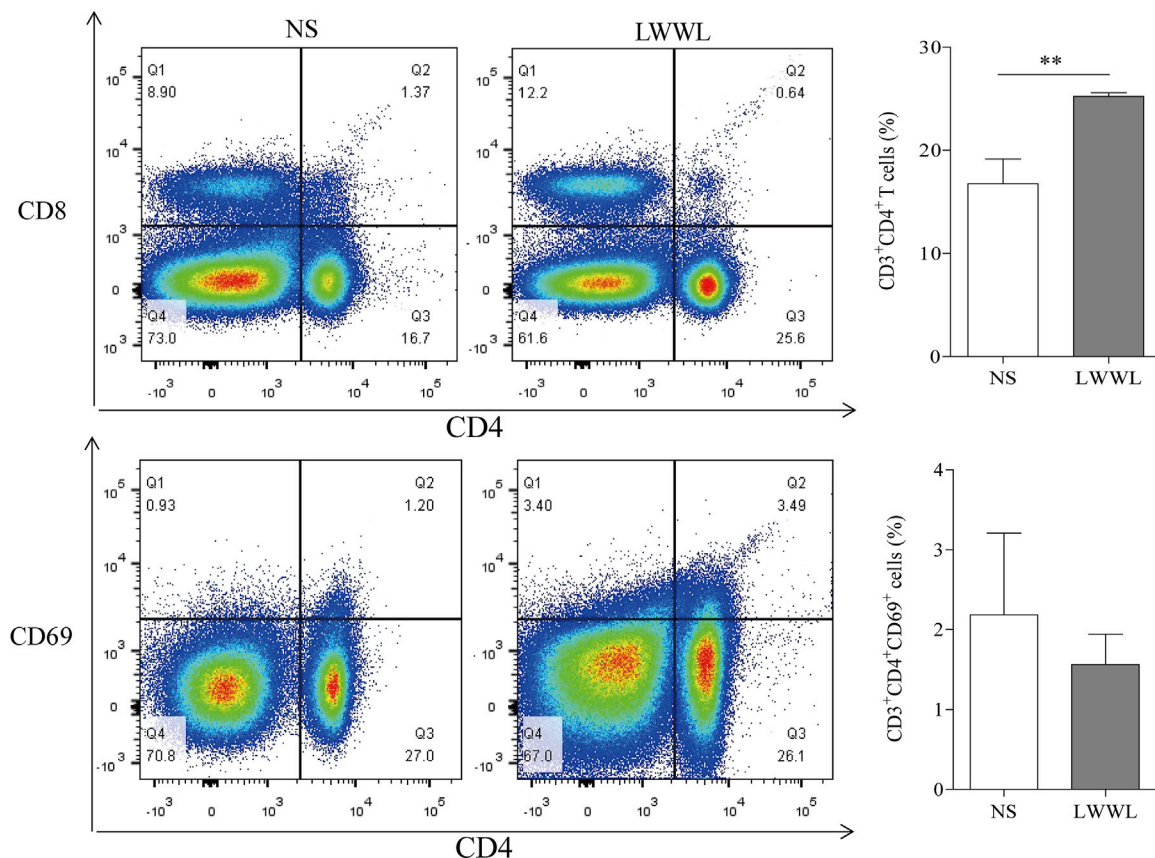 NS
LWWL
CD8
10⁵
10⁴
10³
0
10³
Q1
8.90
Q2
1.37
Q4
73.0
Q3
16.7
-10³
0
10³
10⁴
10⁵
10⁵
10⁴
10³
0
-10³
Q1
12.2
Q2
0.64
Q4
61.6
Q3
25.6
-10³
0
10³
10⁴
10⁵
CD4
CD3⁺CD4⁺T cells (%)
30
20
10
0
**
NS
LWWL
CD69
10⁵
10⁴
10³
0
-10³
Q1
0.93
Q2
1.20
Q4
70.8
Q3
27.0
-10³
0
10³
10⁴
10⁵
10⁵
10⁴
10³
0
-10³
Q1
3.40
Q2
3.49
Q4
67.0
Q3
26.1
-10³
0
10³
10⁴
10⁵
CD4
CD3⁺CD4⁺CD69⁺ cells (%)
4
3
2
1
0
NS
LWWL